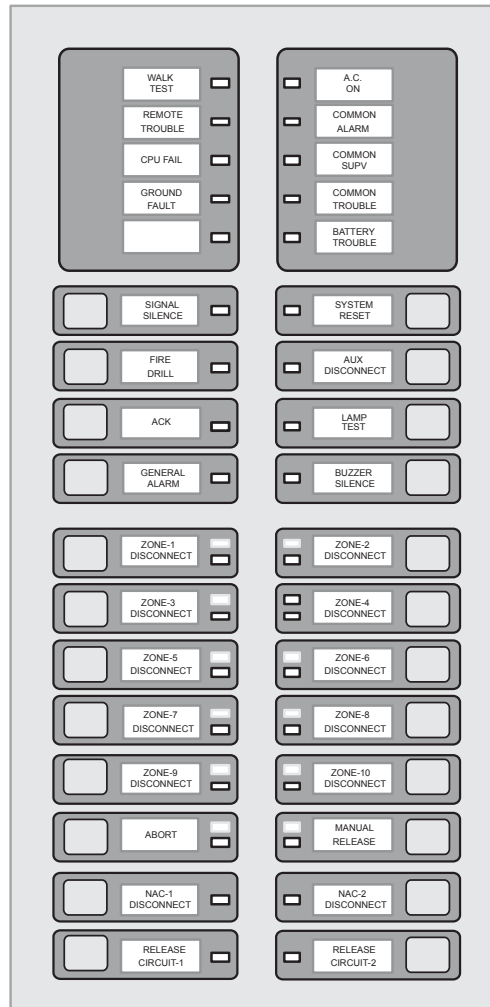 WALK
TEST
A.C.
ON
REMOTE
TROUBLE
COMMON
ALARM
CPU FAIL
COMMON
SUPV
GROUND
FAULT
COMMON
TROUBLE
BATTERY
TROUBLE
SIGNAL
SILENCE
SYSTEM
RESET
FIRE
DRILL
AUX
DISCONNECT
ACK
LAMP
TEST
GENERAL
ALARM
BUZZER
SILENCE
ZONE-1
DISCONNECT
ZONE-2
DISCONNECT
ZONE-3
DISCONNECT
ZONE-4
DISCONNECT
ZONE-5
DISCONNECT
ZONE-6
DISCONNECT
ZONE-7
DISCONNECT
ZONE-8
DISCONNECT
ZONE-9
DISCONNECT
ZONE-10
DISCONNECT
ABORT
MANUAL
RELEASE
NAC-1
DISCONNECT
NAC-2
DISCONNECT
RELEASE
CIRCUIT-1
RELEASE
CIRCUIT-2